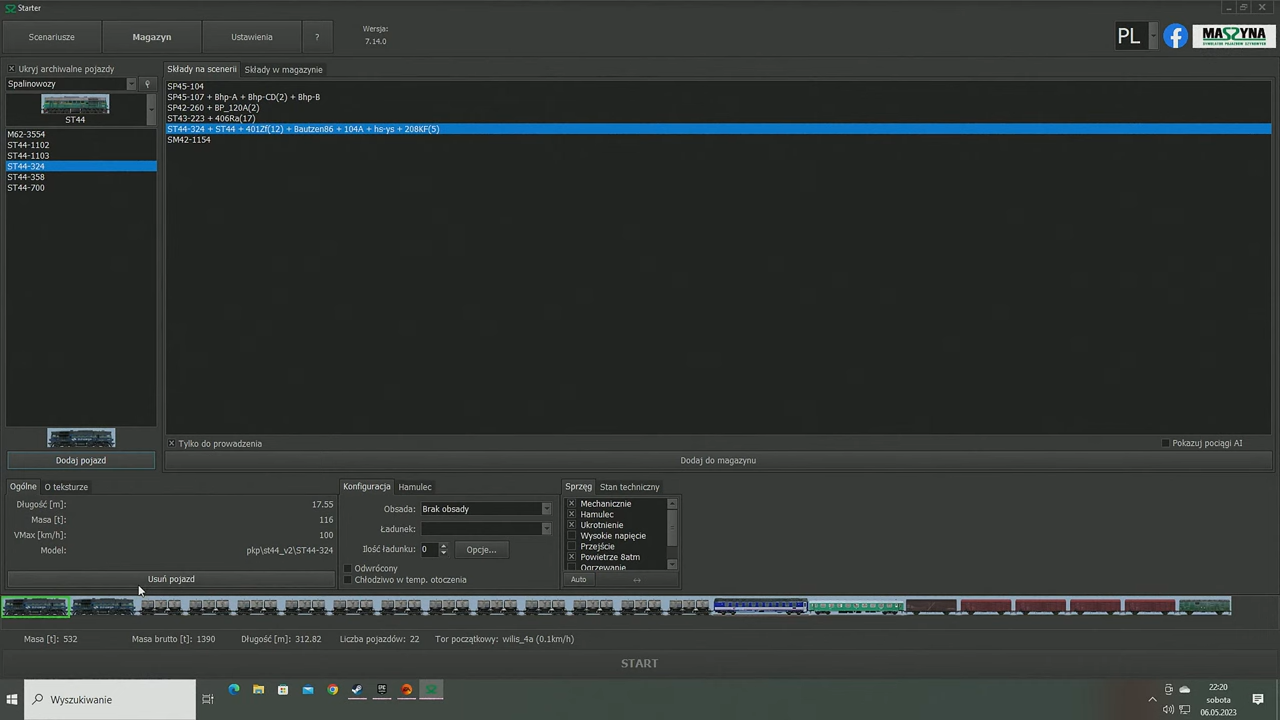 Starter
Scenariusze
Magazyn
Ustawienia
?
Wersja:
7.14.0
PL
MASZYNA
Ukryj archiwalne pojazdy
Spalinowozy
ST44
M62-3554
ST44-1102
ST44-1103
ST44-324
ST44-358
ST44-700
Dodaj pojazd
Składy na scenerii
Składy w magazynie
SP45-104
SP45-107 + Bhp-A + Bhp-CD(2) + Bhp-B
SP42-260 + BP_120A(2)
ST43-223 + 406Ra(17)
ST44-324 + ST44 + 401Zf(12) + Bautzen86 + 104A + hs-ys + 208KF(5)
SM42-1154
Tylko do prowadzenia
Pokazuj pociągi AI
Dodaj do magazynu
Ogólne
O teksturze
Długość [m]:
17.55
Masa [t]:
116
VMax [km/h]:
100
Model:
pkp\st44_v2\ST44-324
Usuń pojazd
Konfiguracja
Hamulec
Obsada:
Brak obsady
Ładunek:
Ilość ładunku:
0
Opcje...
Odwrócony
Chłodziwo w temp. otoczenia
Sprzęg
Stan techniczny
Mechanicznie
Hamulec
Ukrotnienie
Wysokie napięcie
Przejście
Powietrze 8atm
Ogrzewanie
Auto
++
Masa [t]: 532
Masa brutto [t]: 1390
Długość [m]: 312.82
Liczba pojazdów: 22
Tor początkowy: wilis_4a (0.1km/h)
START
Wyszukiwanie
22:20
sobota
06.05.2023